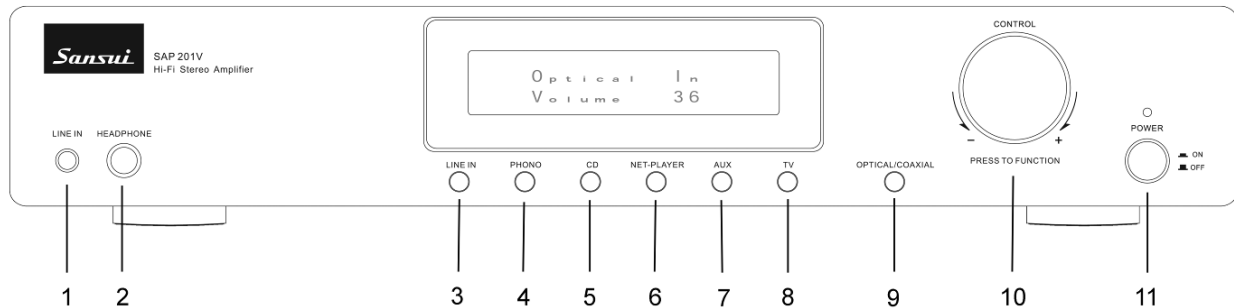 Sansui
SAP 201V
Hi-Fi Stereo Amplifier
Optical In
Volume 36
CONTROL
– +
PRESS TO FUNCTION
POWER
ON
OFF
LINE IN HEADPHONE
LINE IN PHONO CD NET-PLAYER AUX TV OPTICAL/COAXIAL
1 2 3 4 5 6 7 8 9 10 11